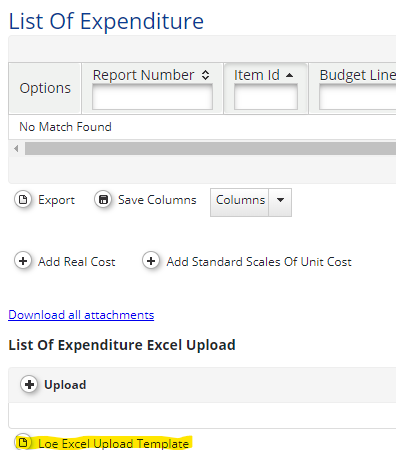 List Of Expenditure
Options Report Number Item Id Budget Line
No Match Found
Export Save Columns Columns
Add Real Cost Add Standard Scales Of Unit Cost
Download all attachments
List Of Expenditure Excel Upload
Upload
Loe Excel Upload Template